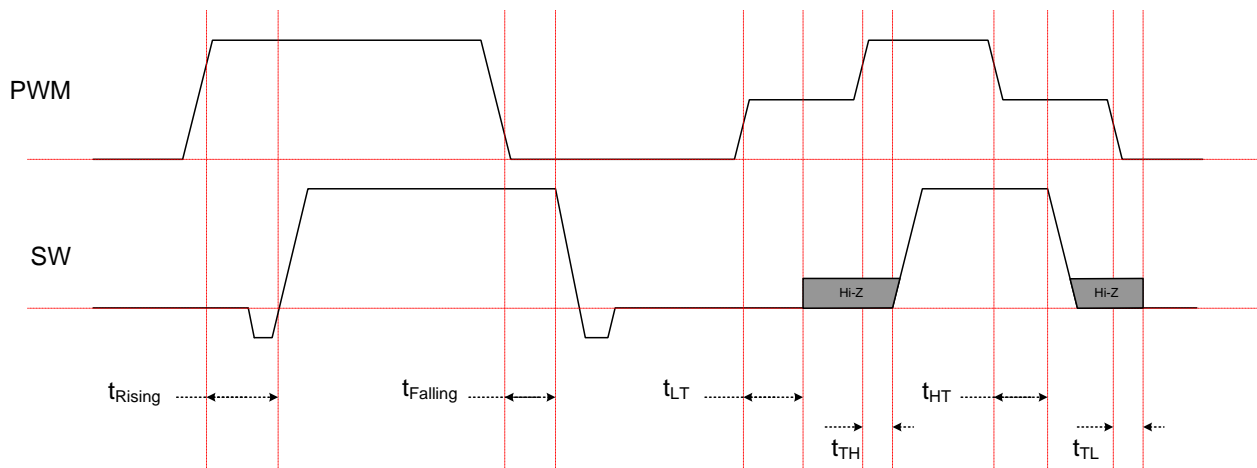 PWM
SW
Hi-Z
Hi-Z
tRising
tFalling
tLT
tHT
tTH
tTL